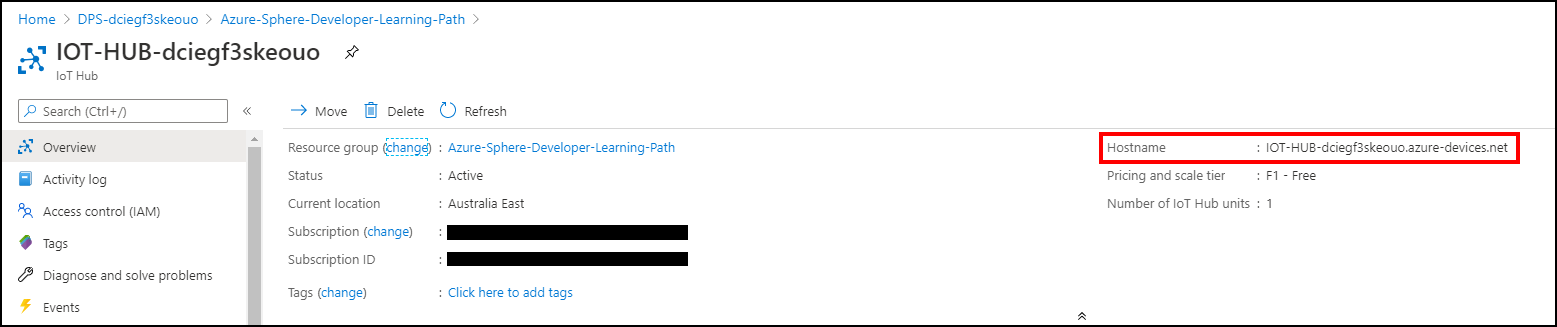 Home > DPS-dciegf3skeouo > Azure-Sphere-Developer-Learning-Path >
IOT-HUB-dciegf3skeouo
IoT Hub
Search (Ctrl+/)
«
Overview
Activity log
Access control (IAM)
Tags
Diagnose and solve problems
Events
Move Delete Refresh
Resource group (change) : Azure-Sphere-Developer-Learning-Path
Status : Active
Current location : Australia East
Subscription (change) :
Subscription ID :
Tags (change) : Click here to add tags
Hostname : IOT-HUB-dciegf3skeouo.azure-devices.net
Pricing and scale tier : F1 - Free
Number of IoT Hub units : 1